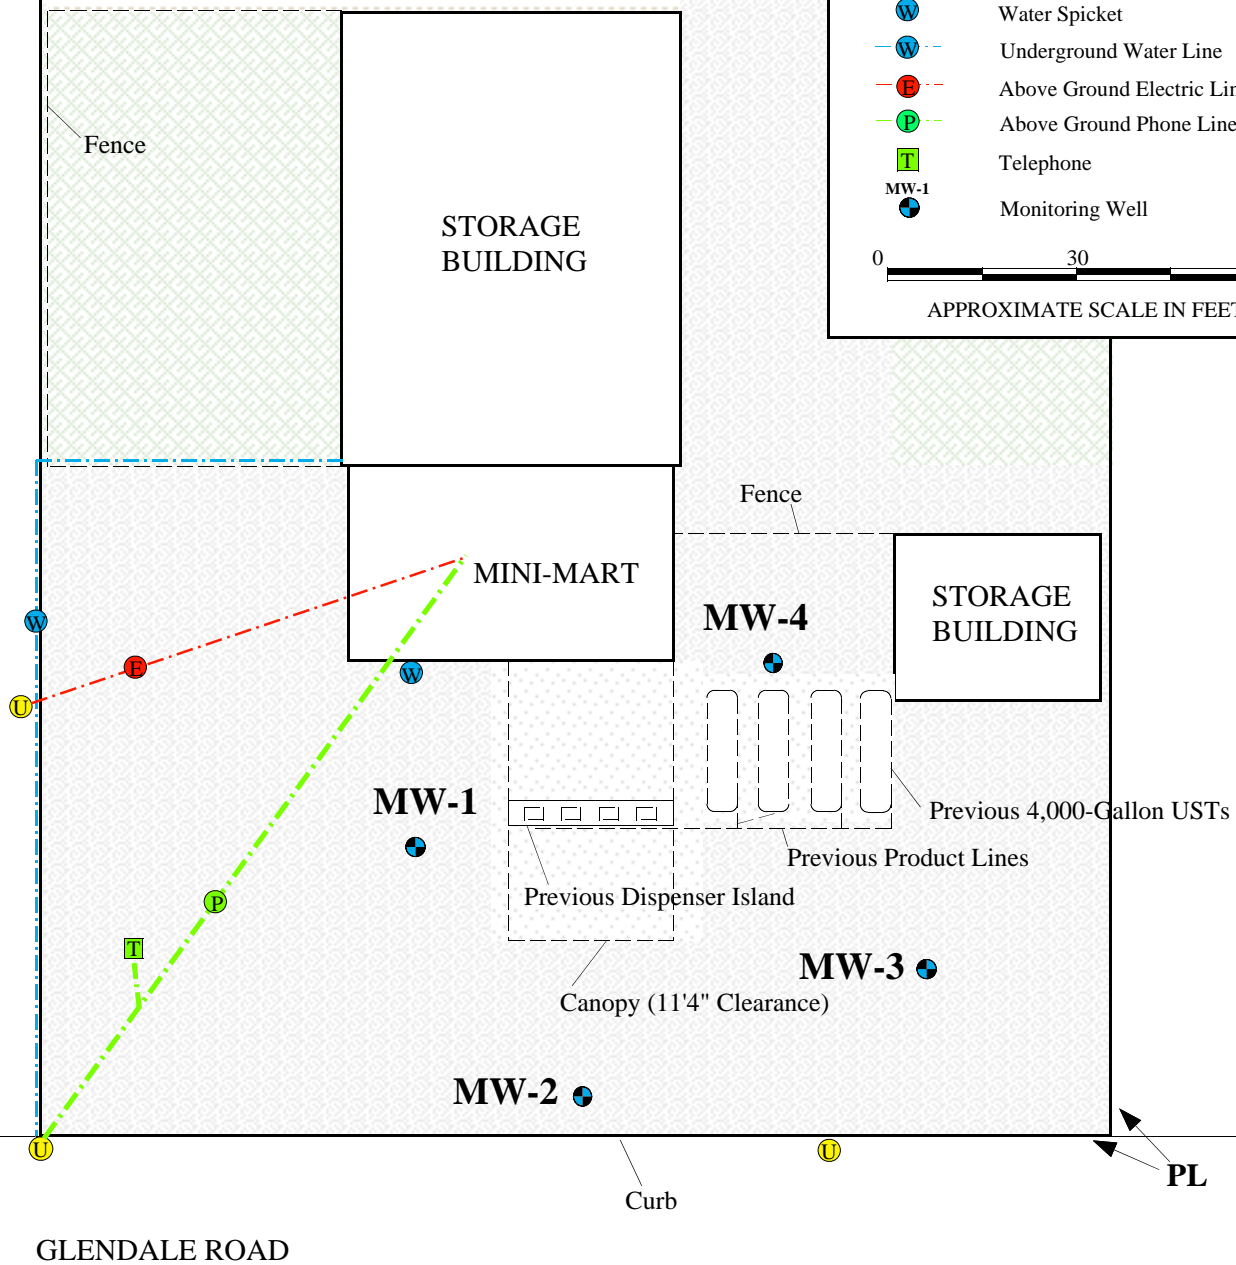 W Water Spicket
W Underground Water Line
E Above Ground Electric Lin
P Above Ground Phone Line
T Telephone
MW-1
Monitoring Well
0 30
APPROXIMATE SCALE IN FEET
Fence
STORAGE
BUILDING
Fence
MINI-MART
STORAGE
BUILDING
MW-4
W
E
W
U
MW-1
Previous 4,000-Gallon USTs
Previous Product Lines
Previous Dispenser Island
P
T
MW-3
Canopy (11'4" Clearance)
MW-2
U
U
PL
Curb
GLENDALE ROAD